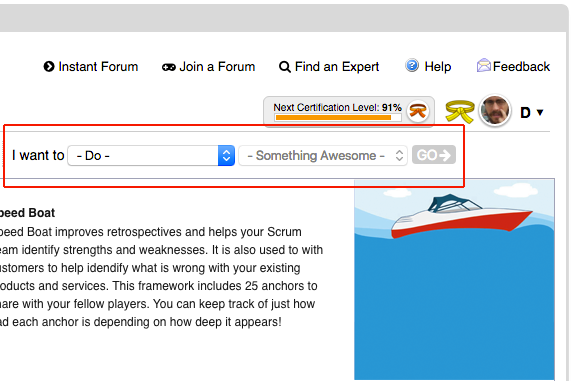 Instant Forum Join a Forum Find an Expert Help Feedback
Next Certification Level: 91%
D
I want to - Do - - Something Awesome - GO
peed Boat
peed Boat improves retrospectives and helps your Scrum
eam identify strengths and weaknesses. It is also used to with
ustomers to help idendify what is wrong with your existing
roducts and services. This framework includes 25 anchors to
hare with your fellow players. You can keep track of just how
ad each anchor is depending on how deep it appears!